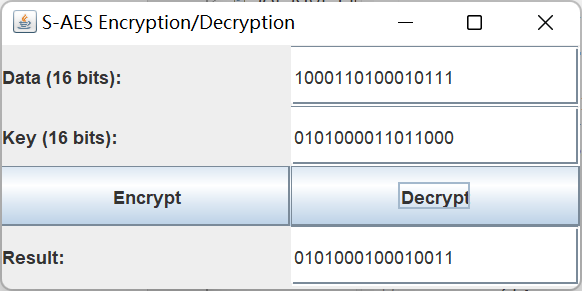 S-AES Encryption/Decryption
Data (16 bits): 1000110100010111
Key (16 bits): 0101000011011000
Encrypt Decrypt
Result: 0101000100010011